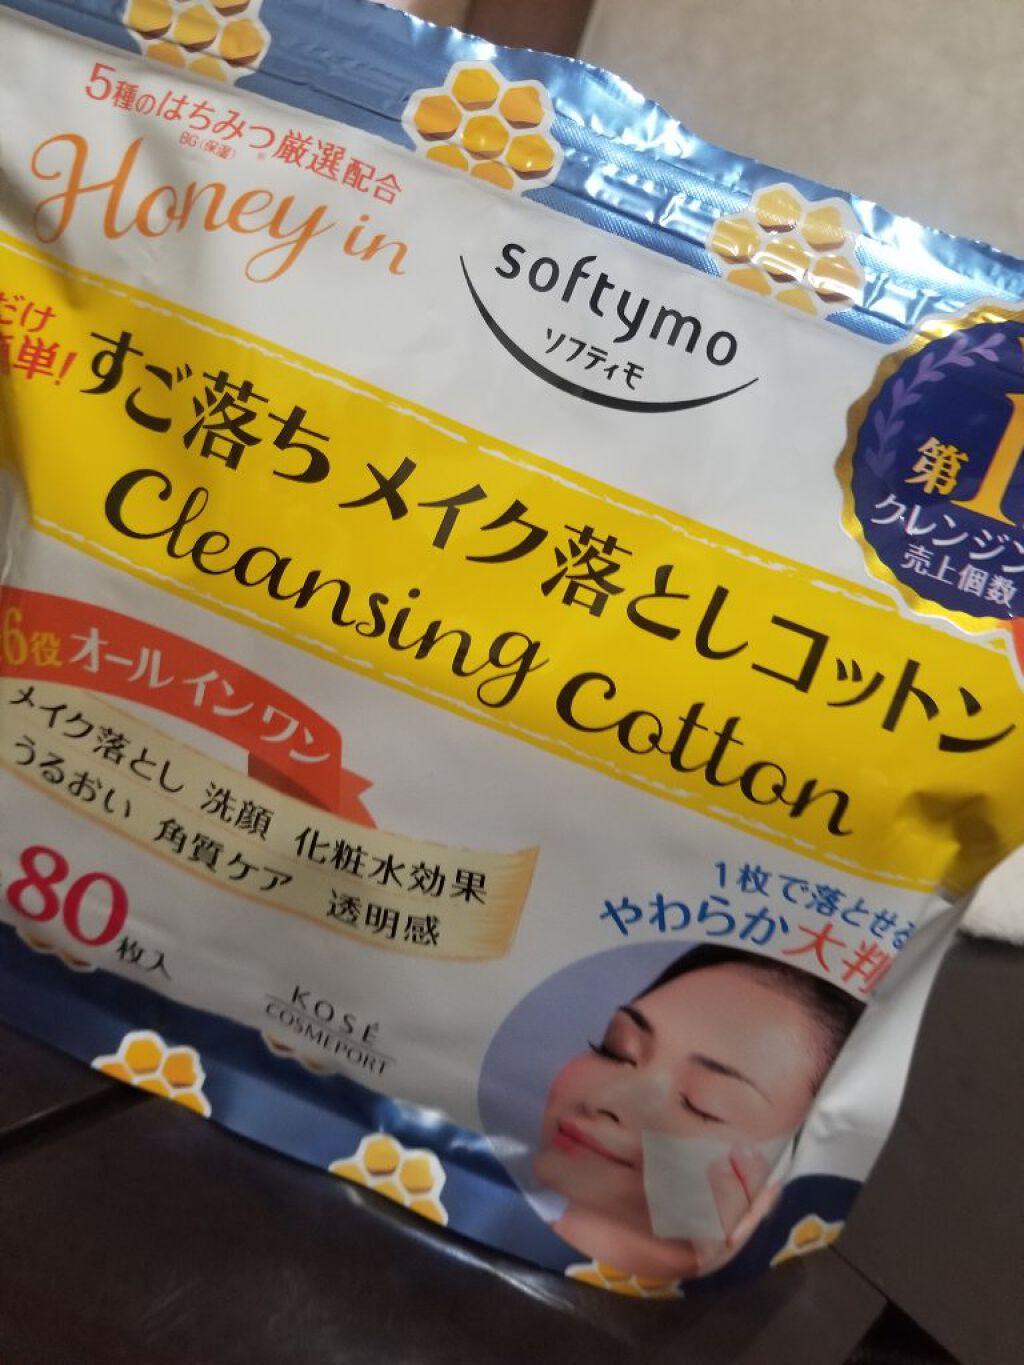 5種のはちみつ厳選配合
BG(保湿) ※
Honey in
softymo
ソフティモ
だけ
簡単!
すご落ち メイク落としコットン
Cleansing Cotton
第1
クレンジン
売上個数
6役 オールインワン
メイク落とし 洗顔 化粧水効果
うるおい 角質ケア 透明感
80枚入
KOSÉ
COSMEPORT
1枚で落とせる
やわらか大判